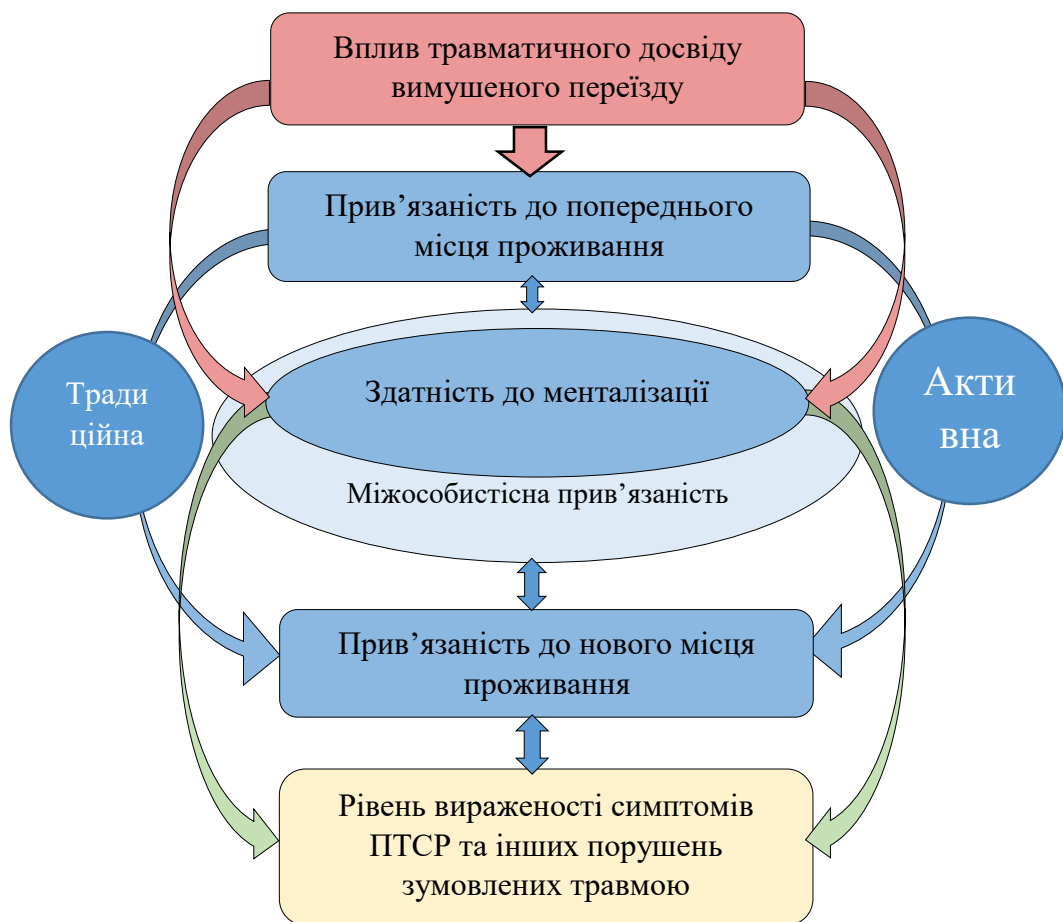 Вплив травматичного досвіду
вимушеного переїзду
Прив’язаність до попереднього
місця проживання
Тради
ційна
Здатність до менталізації
Акти
вна
Міжособистісна прив’язаність
Прив’язаність до нового місця
проживання
Рівень вираженості симптомів
ПТСР та інших порушень
зумовлених травмою